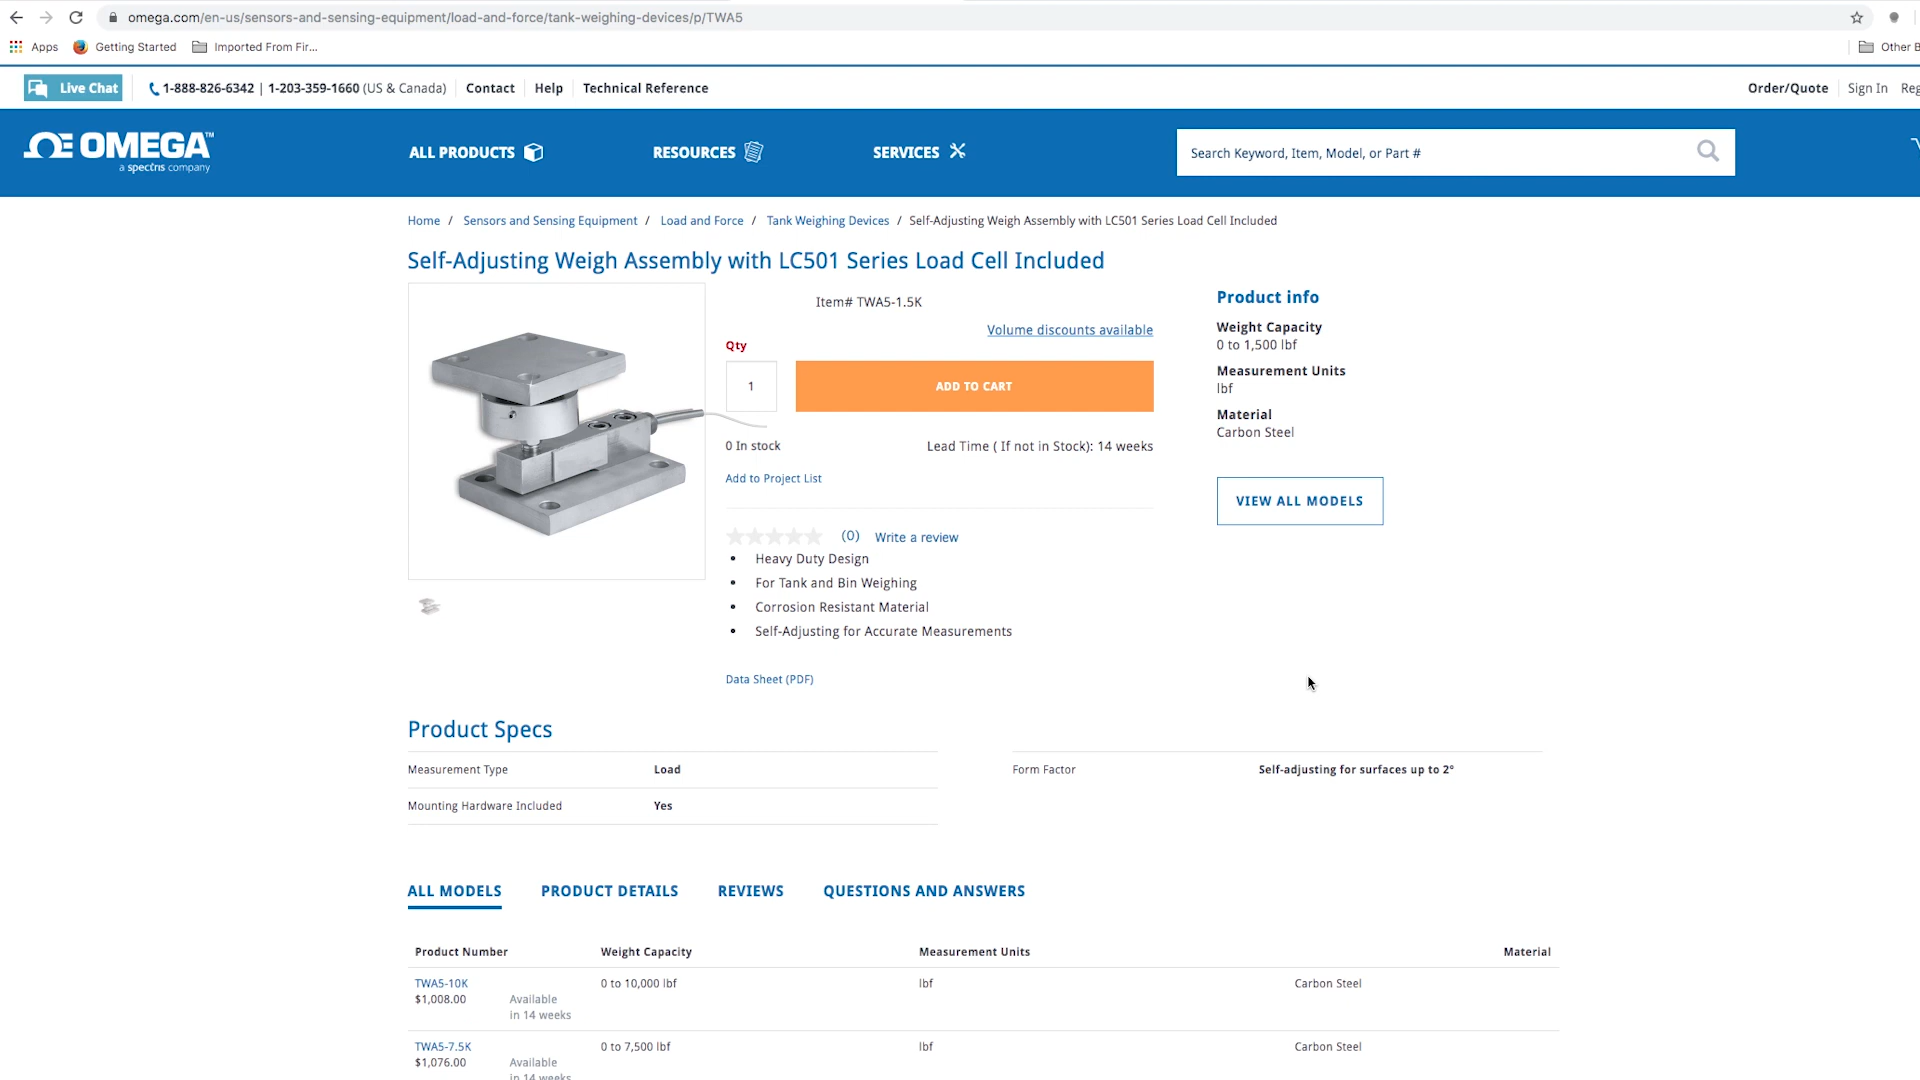 omega.com/en-us/sensors-and-sensing-equipment/load-and-force/tank-weighing-devices/p/TWA5
Apps Getting Started Imported From Fir... Other B
Live Chat 1-888-826-6342 | 1-203-359-1660 (US & Canada) Contact Help Technical Reference Order/Quote Sign In Reg
OMEGA™ ALL PRODUCTS RESOURCES SERVICES Search Keyword, Item, Model, or Part #
a spectris company
Home / Sensors and Sensing Equipment / Load and Force / Tank Weighing Devices / Self-Adjusting Weigh Assembly with LC501 Series Load Cell Included
Self-Adjusting Weigh Assembly with LC501 Series Load Cell Included
Item# TWA5-1.5K
Volume discounts available
Qty
1 ADD TO CART
0 In stock Lead Time ( If not in Stock): 14 weeks
Add to Project List
(0) Write a review
• Heavy Duty Design
• For Tank and Bin Weighing
• Corrosion Resistant Material
• Self-Adjusting for Accurate Measurements
Data Sheet (PDF)
Product info
Weight Capacity
0 to 1,500 lbf
Measurement Units
lbf
Material
Carbon Steel
VIEW ALL MODELS
Product Specs
Measurement Type Load Form Factor Self-adjusting for surfaces up to 2°
Mounting Hardware Included Yes
ALL MODELS PRODUCT DETAILS REVIEWS QUESTIONS AND ANSWERS
Product Number Weight Capacity Measurement Units Material
TWA5-10K 0 to 10,000 lbf lbf Carbon Steel
$1,008.00 Available
in 14 weeks
TWA5-7.5K 0 to 7,500 lbf lbf Carbon Steel
$1,076.00 Available
in 14 weeks